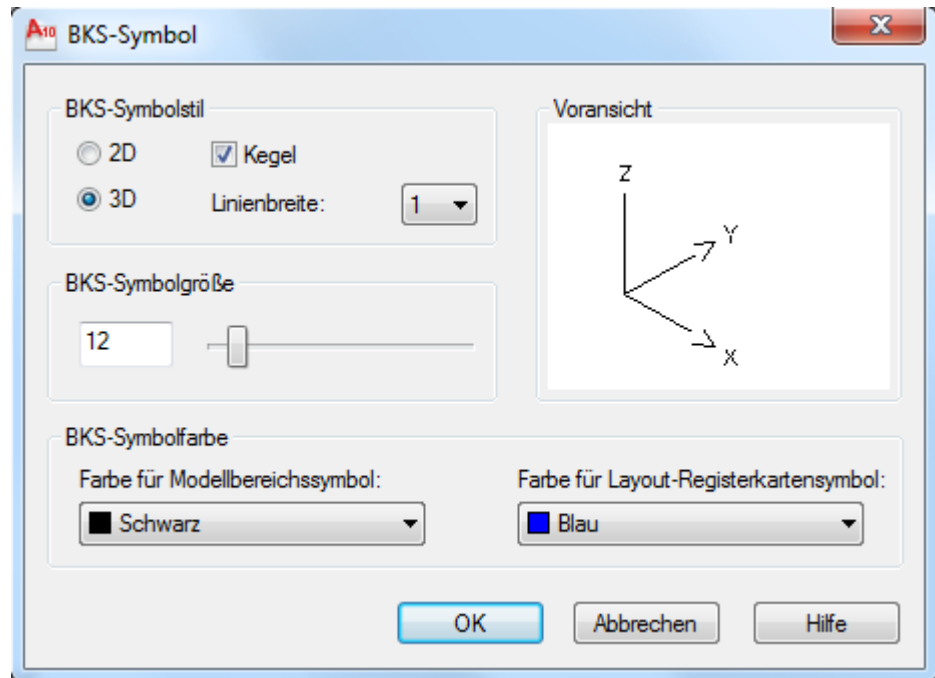 A10 BKS-Symbol
X
BKS-Symbolstil
2D
Kegel
3D
Linienbreite:
1
Voransicht
Z
Y
X
BKS-Symbolgröße
12
BKS-Symbolfarbe
Farbe für Modellbereichssymbol:
Schwarz
Farbe für Layout-Registerkartensymbol:
Blau
OK
Abbrechen
Hilfe